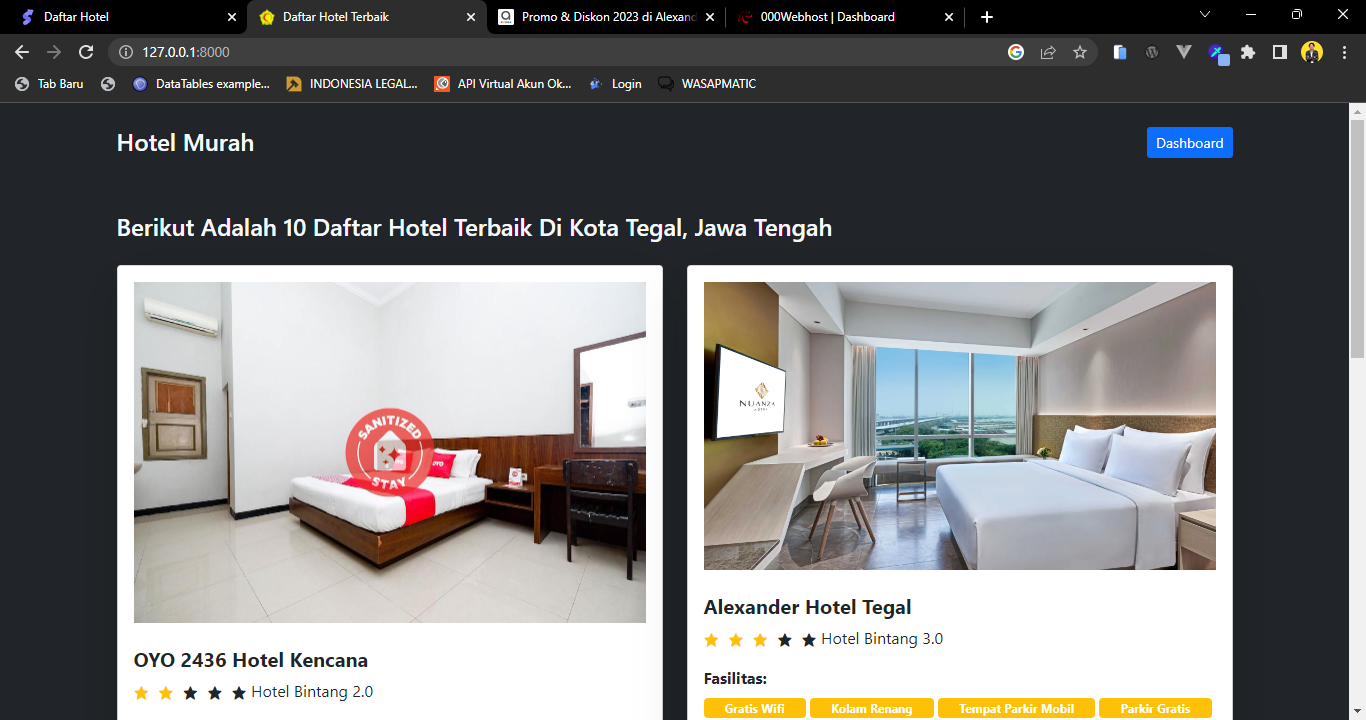 Daftar Hotel
Daftar Hotel Terbaik
Promo & Diskon 2023 di Alexand
000Webhost | Dashboard
127.0.0.1:8000
Tab Baru
DataTables example...
INDONESIA LEGAL...
API Virtual Akun Ok...
Login
WASAPMATIC
Hotel Murah
Dashboard
Berikut Adalah 10 Daftar Hotel Terbaik Di Kota Tegal, Jawa Tengah
SANITIZED
STAY
OYO
NUANZA
HOTEL
OYO 2436 Hotel Kencana
Hotel Bintang 2.0
Alexander Hotel Tegal
Hotel Bintang 3.0
Fasilitas:
Gratis Wifi
Kolam Renang
Tempat Parkir Mobil
Parkir Gratis